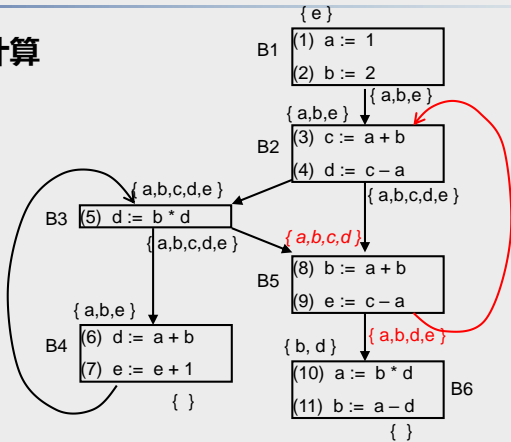 计算
{ e }
B1
(1) a := 1
(2) b := 2
{ a,b,e }
{ a,b,e }
B2
(3) c := a + b
(4) d := c – a
{ a,b,c,d,e }
{ a,b,c,d,e }
B3
(5) d := b * d
{ a,b,c,d,e }
{ a,b,c,d }
B5
(8) b := a + b
(9) e := c – a
{ a,b,e }
B4
(6) d := a + b
(7) e := e + 1
{ }
{ a,b,d,e }
{ b, d }
(10) a := b * d
(11) b := a – d
B6
{ }